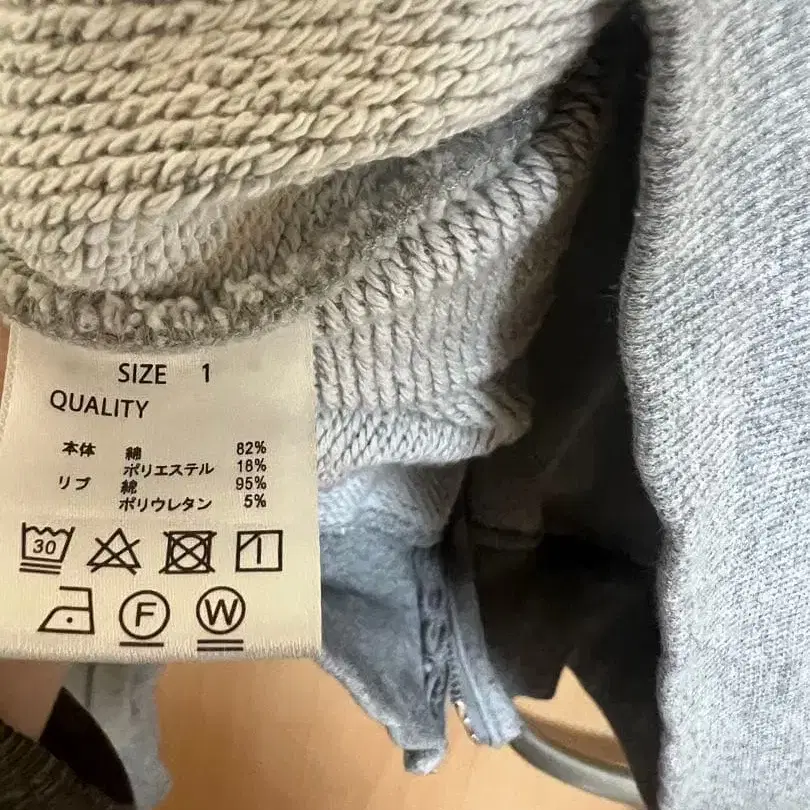 SIZE 1
QUALITY
本体 綿 82%
ポリエステル 18%
リブ 綿 95%
ポリウレタン 5%
30
F W